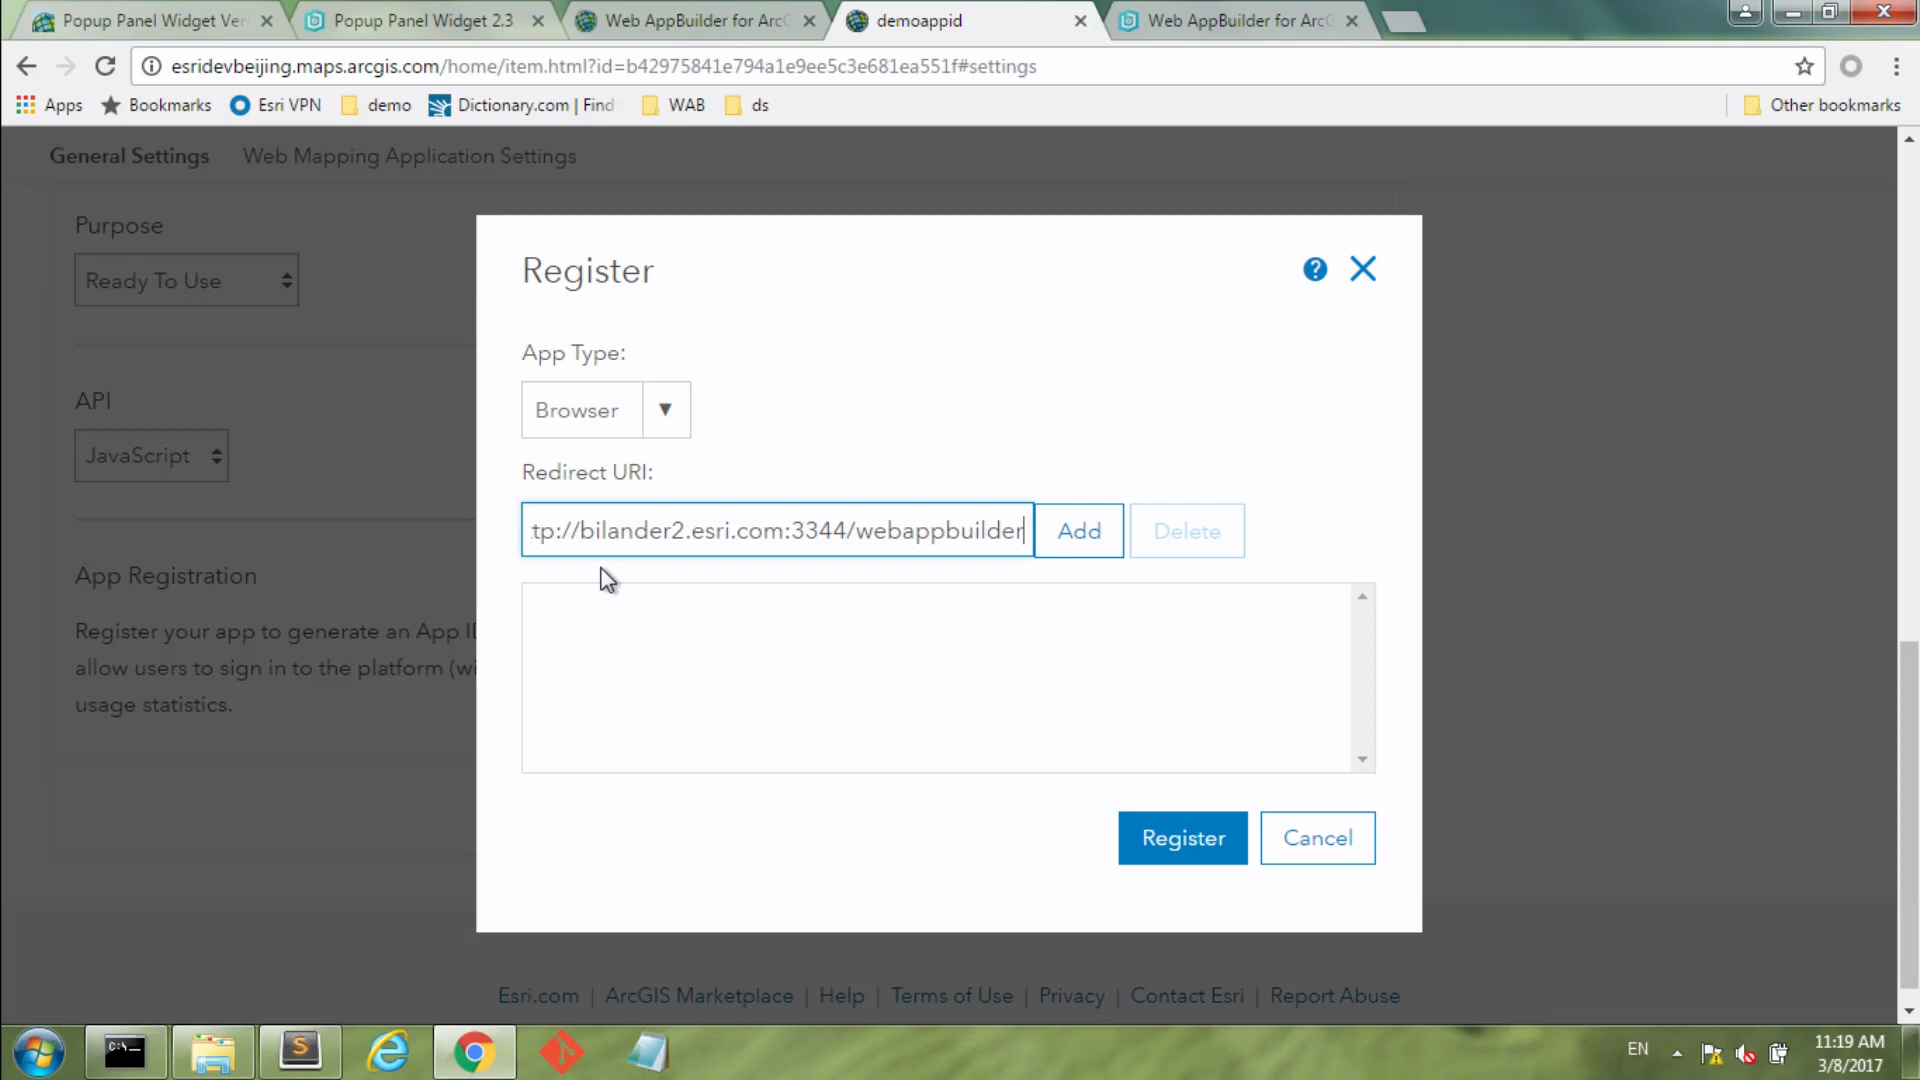 Popup Panel Widget Ver
Popup Panel Widget 2.3
Web AppBuilder for ArcG
demoappid
Web AppBuilder for ArcG
esridevbeijing.maps.arcgis.com/home/item.html?id=b42975841e794a1e9ee5c3e681ea551f#settings
Apps
Bookmarks
Esri VPN
demo
Dictionary.com | Find
WAB
ds
Other bookmarks
General Settings
Web Mapping Application Settings
Purpose
Ready To Use
API
JavaScript
App Registration
Register your app to generate an App ID
allow users to sign in to the platform (wi
usage statistics.
Register
App Type:
Browser
Redirect URI:
tp://bilander2.esri.com:3344/webappbuilder
Add
Delete
Register
Cancel
Esri.com | ArcGIS Marketplace | Help | Terms of Use | Privacy | Contact Esri | Report Abuse
C:\
S
EN
11:19 AM
3/8/2017